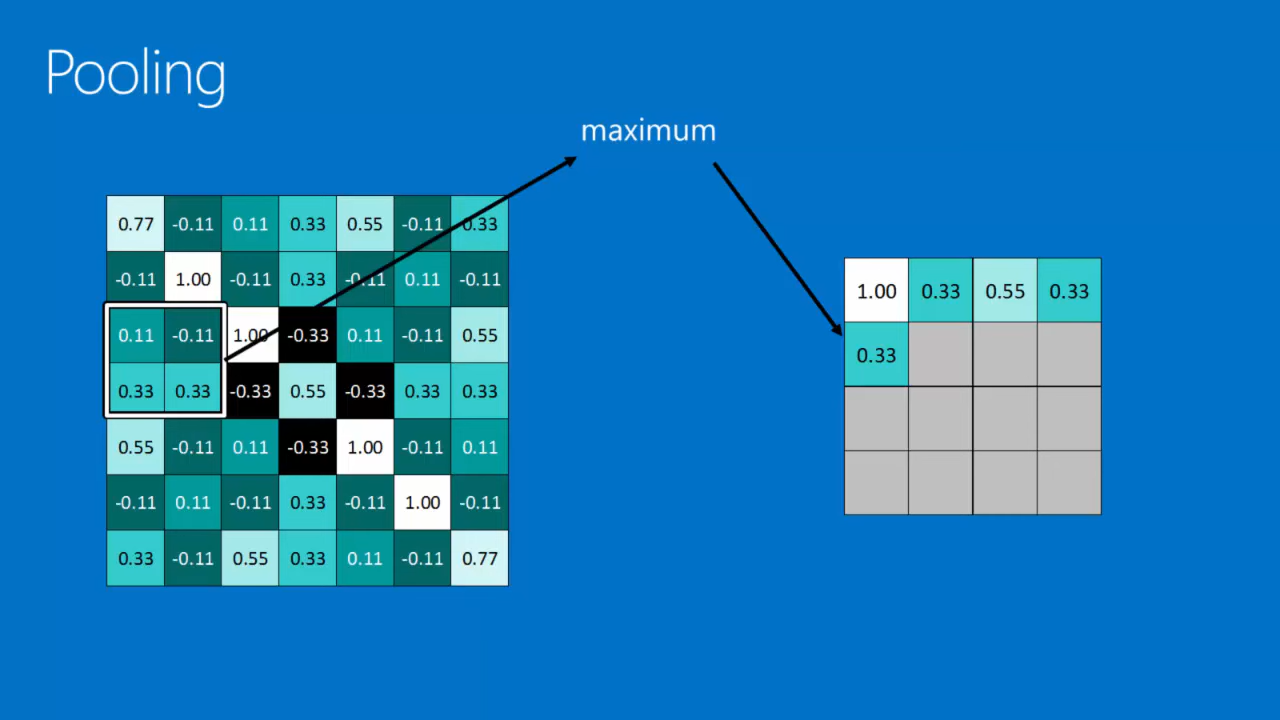 Pooling
maximum
0.77 -0.11 0.11 0.33 0.55 -0.11 0.33
-0.11 1.00 -0.11 0.33 -0.11 0.11 -0.11
0.11 -0.11 1.00 -0.33 0.11 -0.11 0.55
0.33 0.33 -0.33 0.55 -0.33 0.33 0.33
0.55 -0.11 0.11 -0.33 1.00 -0.11 0.11
-0.11 0.11 -0.11 0.33 -0.11 1.00 -0.11
0.33 -0.11 0.55 0.33 0.11 -0.11 0.77
1.00 0.33 0.55 0.33
0.33